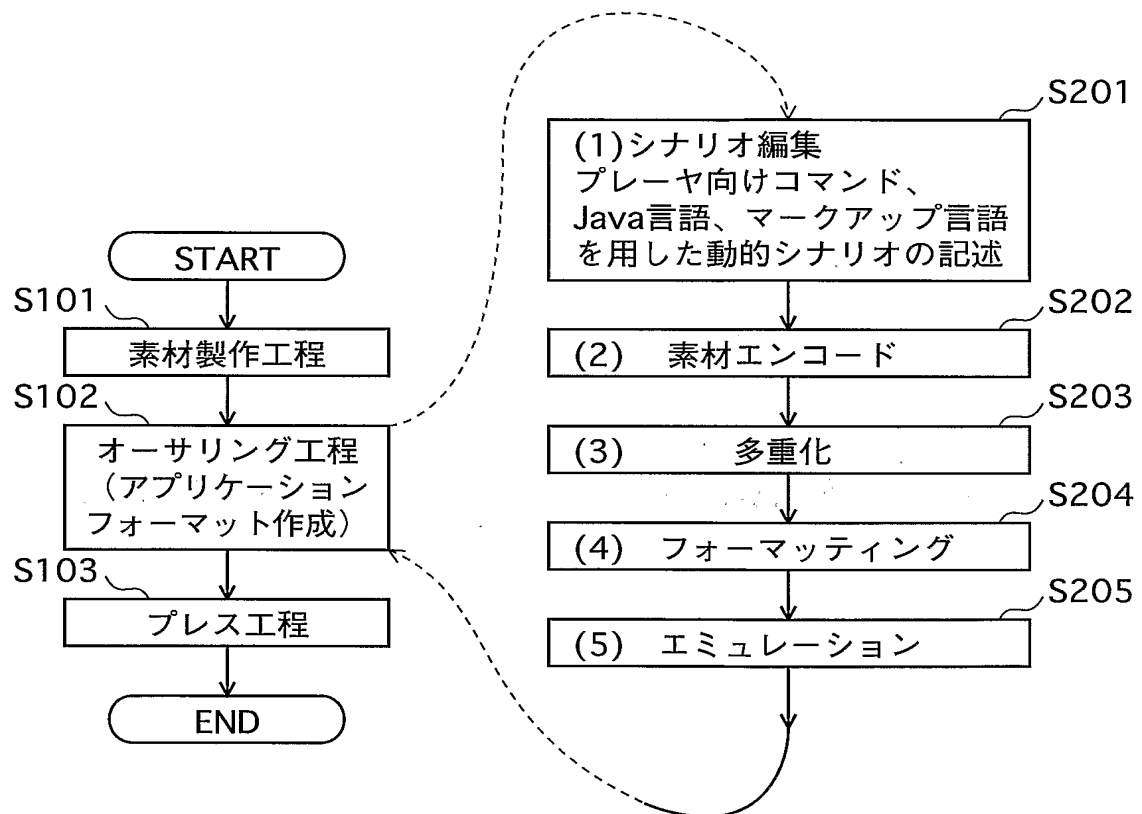 START
S101
素材製作工程
S102
オーサリング工程
（アプリケーション
フォーマット作成）
S103
プレス工程
END
S201
(1)シナリオ編集
プレーヤ向けコマンド、
Java言語、マークアップ言語
を用した動的シナリオの記述
S202
(2) 素材エンコード
S203
(3) 多重化
S204
(4) フォーマッティング
S205
(5) エミュレーション